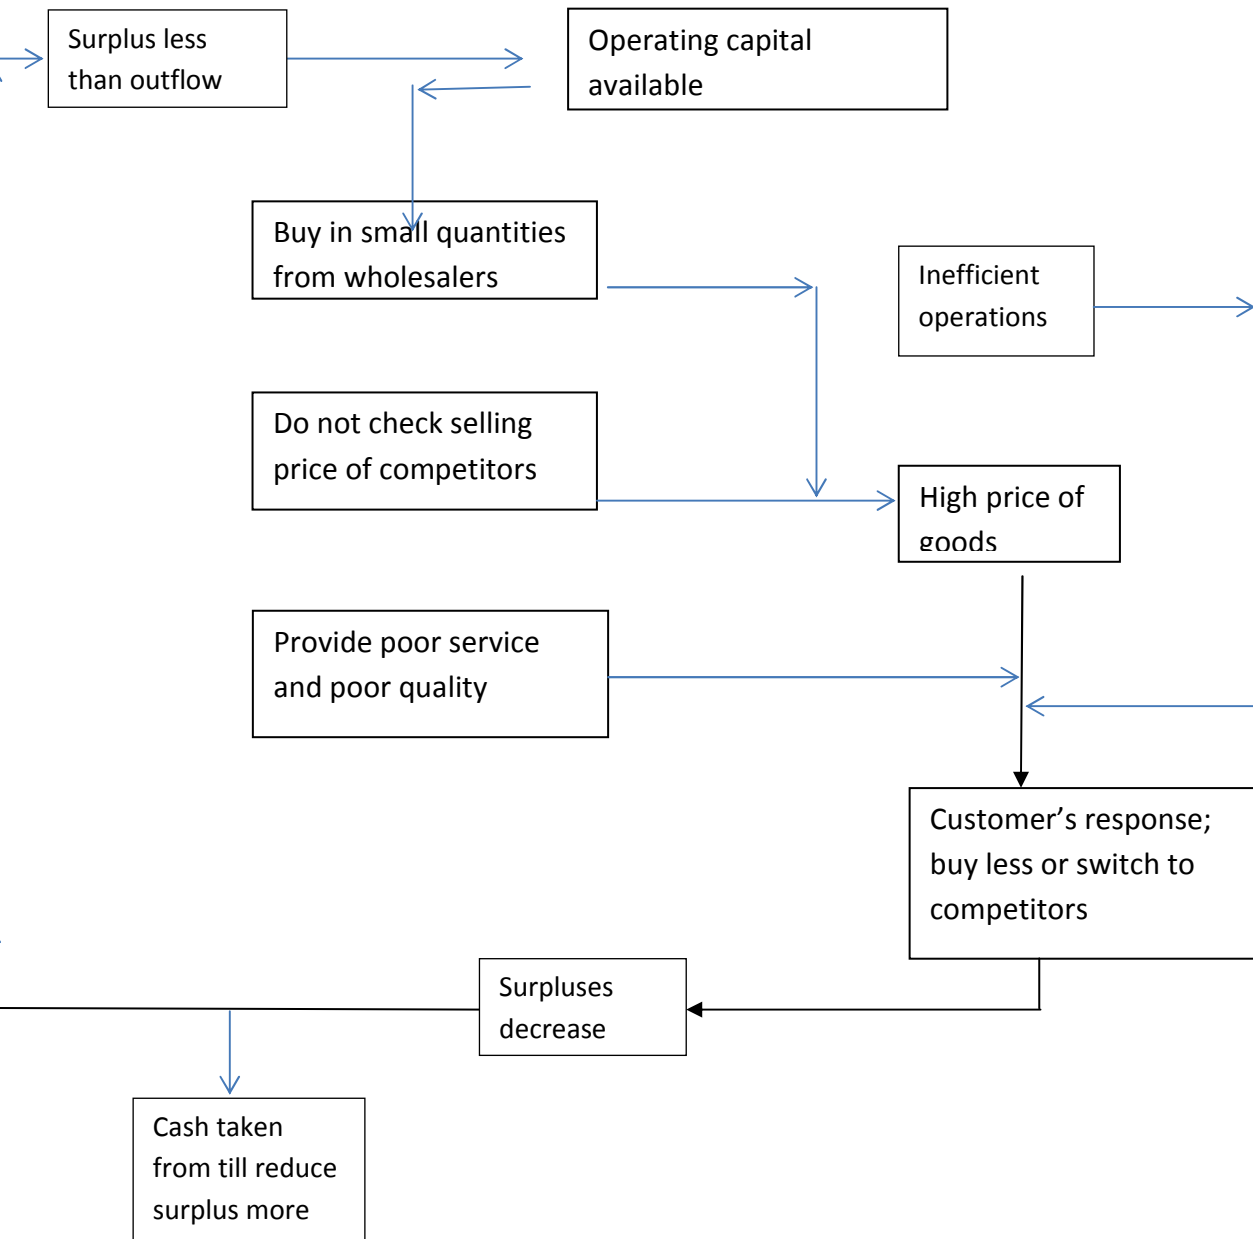 Surplus less
than outflow
Operating capital
available
Buy in small quantities
from wholesalers
Inefficient
operations
Do not check selling
price of competitors
High price of
goods
Provide poor service
and poor quality
Customer’s response;
buy less or switch to
competitors
Surpluses
decrease
Cash taken
from till reduce
surplus more